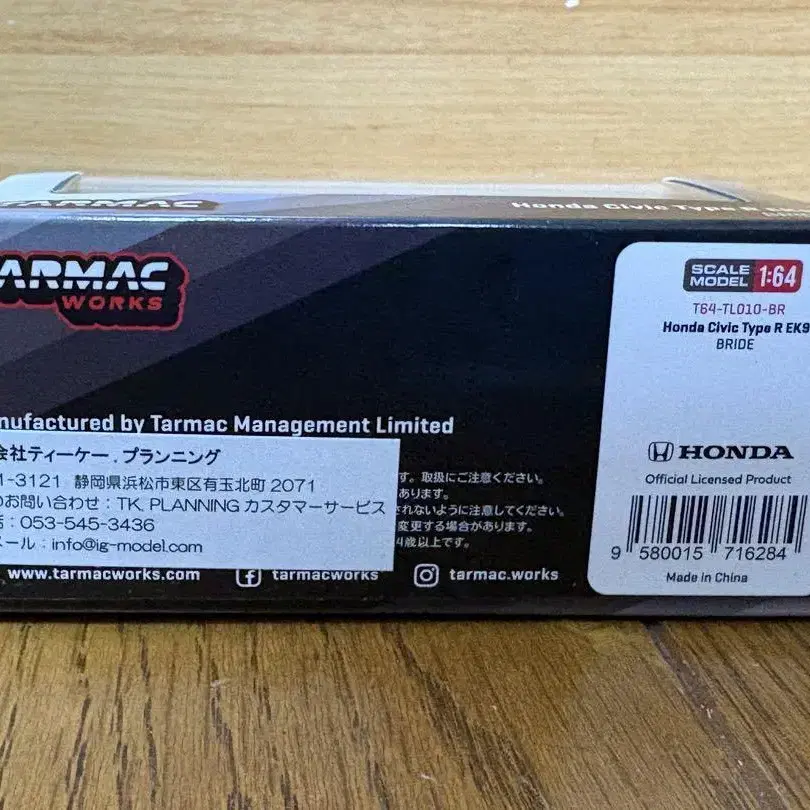 TARMAC
Honda Civic Type R
ARMAC
WORKS
SCALE MODEL 1:64
T64-TL010-BR
Honda Civic Type R EK9
BRIDE
nufactured by Tarmac Management Limited
会社ティーケー．プランニング
1-3121 静岡県浜松市東区有玉北町 2071
のお問い合わせ：TK. PLANNING カスタマーサービス
：053-545-3436
メール：info@ig-model.com
す。取扱にご注意ください。
あります。
されないように注意してください。
変更する場合があります。
4歳以上です。
www.tarmacworks.com tarmacworks tarmac.works
HONDA
Official Licensed Product
9 580015 716284
Made in China